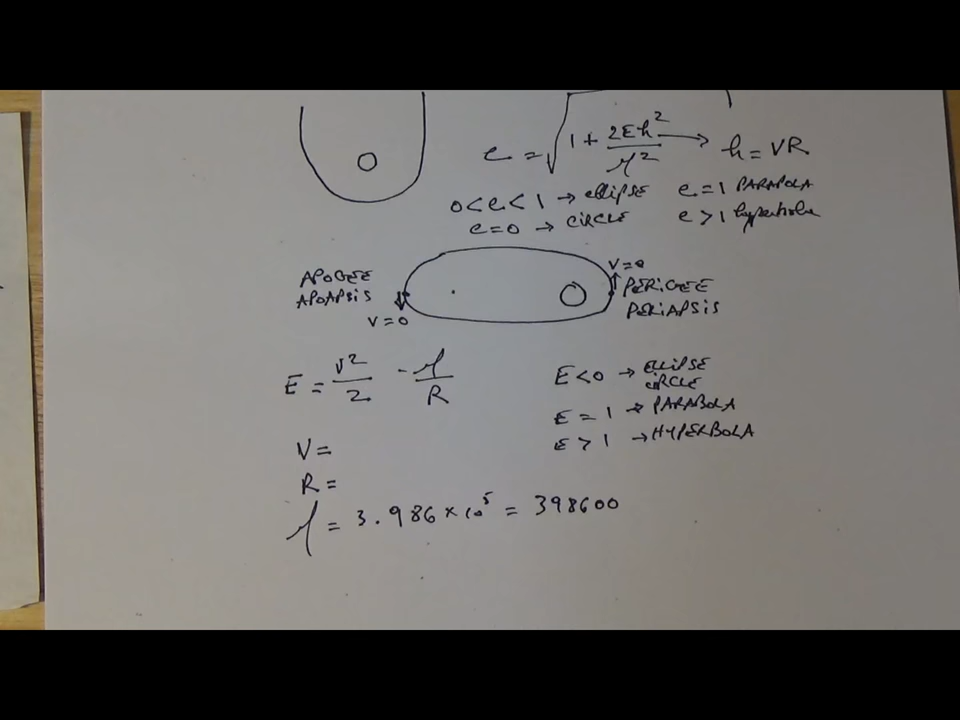 e = √1 + 2Eh²/μ² → h = VR
0<e<1 → ellipse e=1 PARABOLA
e=0 → CIRCLE e>1 hyperbola
V=0
APOGEE PERIGEE
APOAPSIS PERIAPSIS
V=0
E = V²/2 - μ/R
E<0 → ELLIPSE
CIRCLE
E = 1 → PARABOLA
E > 1 → HYPERBOLA
V=
R=
μ = 3.986×10⁵ = 398600